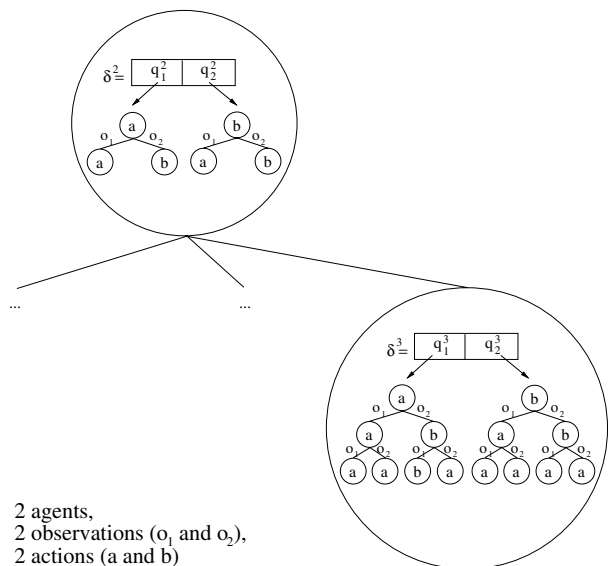 δ²= q₁² q₂²
a b
o₁ o₂ o₁ o₂
a b a b
... ...
δ³= q₁³ q₂³
a b
o₁ o₂ o₁ o₂
a b a b
o₁ o₂ o₁ o₂ o₁ o₂ o₁ o₂
a a b a a a a a
2 agents,
2 observations (o₁ and o₂),
2 actions (a and b)